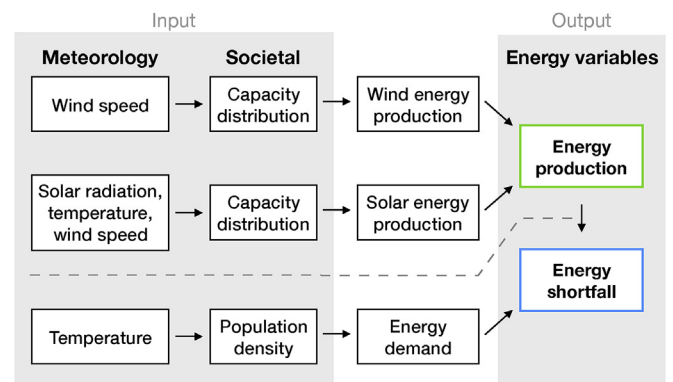 Input
Output
Meteorology
Societal
Energy variables
Wind speed
Capacity
distribution
Wind energy
production
Energy
production
Solar radiation,
temperature,
wind speed
Capacity
distribution
Solar energy
production
Energy
shortfall
Temperature
Population
density
Energy
demand